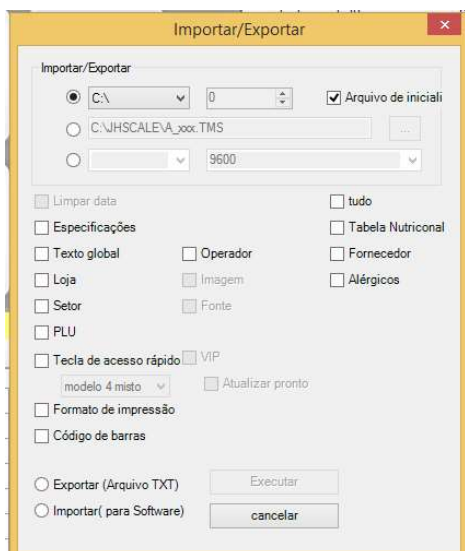 Importar/Exportar
×
Importar/Exportar
C:\
0
Arquivo de iniciali
C:\JHSCALE\A_xxx.TMS
...
9600
Limpar data
tudo
Especificações
Tabela Nutriconal
Texto global
Operador
Fornecedor
Loja
Imagem
Alérgicos
Setor
Fonte
PLU
Tecla de acesso rápido
VIP
modelo 4 misto
Atualizar pronto
Formato de impressão
Código de barras
Exportar (Arquivo TXT)
Executar
Importar( para Software)
cancelar